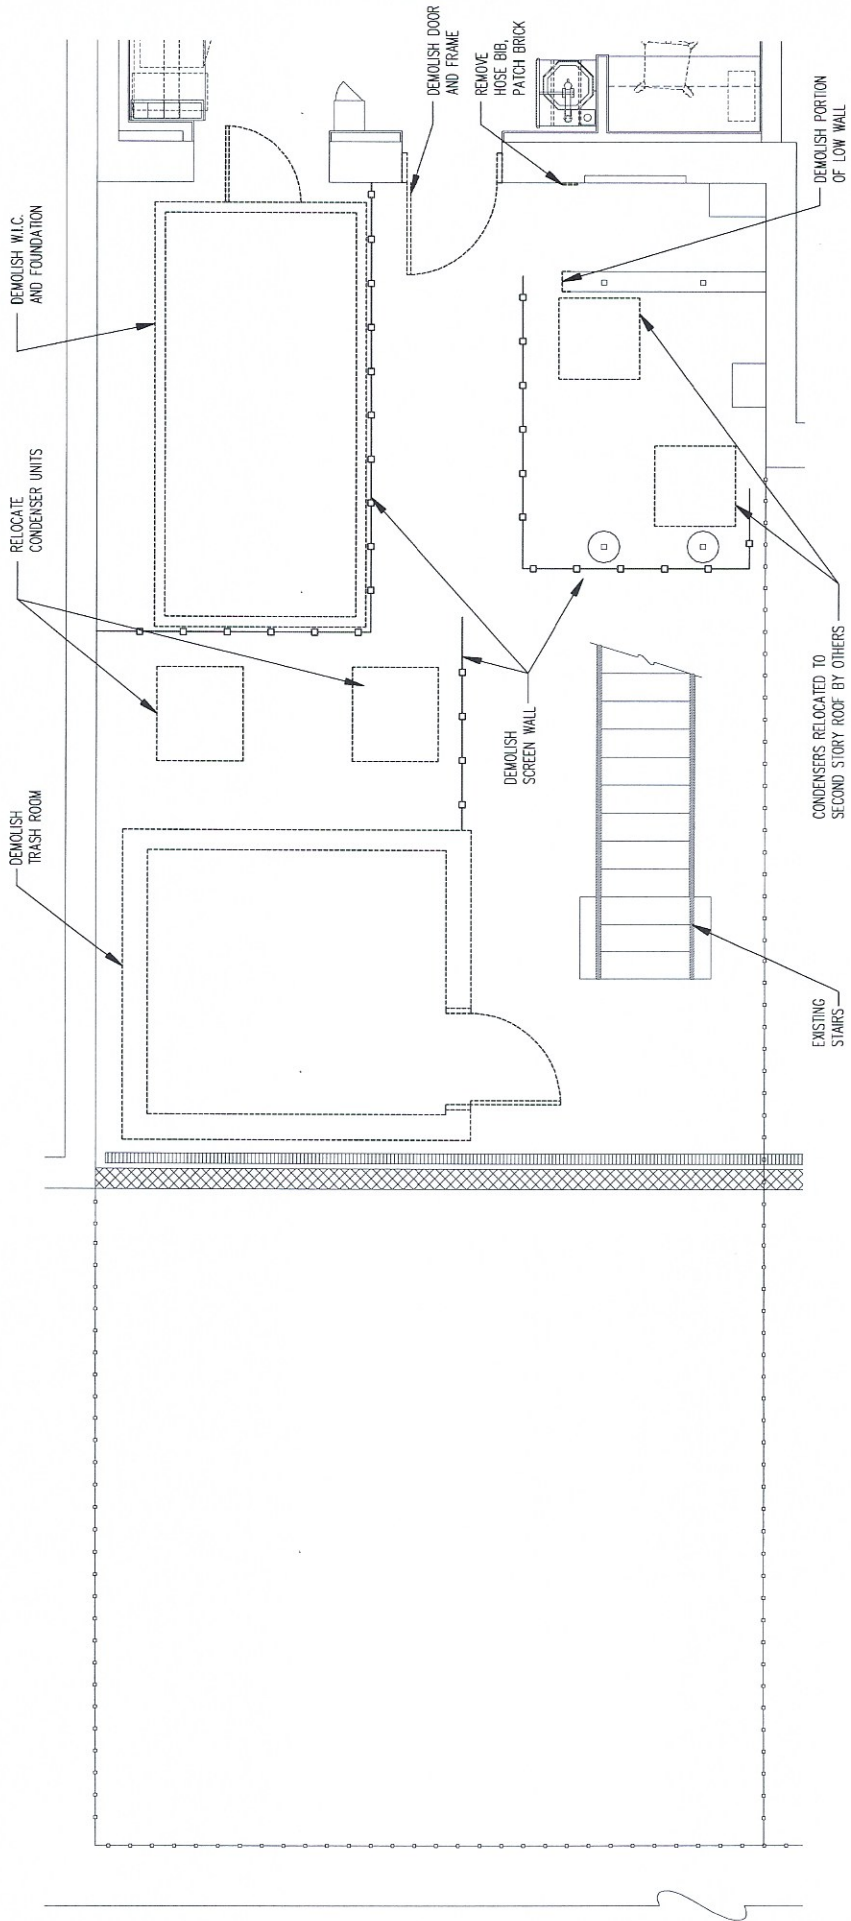 DEMOLISH W.I.C.
AND FOUNDATION
RELOCATE
CONDENSER UNITS
DEMOLISH
TRASH ROOM
DEMOLISH DOOR
AND FRAME
REMOVE
HOSE BIB,
PATCH BRICK
DEMOLISH
SCREEN WALL
DEMOLISH PORTION
OF LOW WALL
CONDENSERS RELOCATED TO
SECOND STORY ROOF BY OTHERS
EXISTING
STAIRS